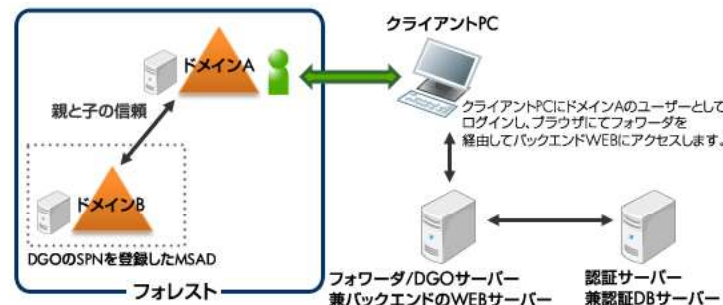 クライアントPC
ドメインA
親と子の信頼
クライアントPCにドメインAのユーザーとして
ログインし、ブラウザにてフォワーダを
経由してバックエンドWEBにアクセスします。
ドメインB
DGOのSPNを登録したMSAD
フォレスト
フォワーダ/DGOサーバー
兼バックエンドのWEBサーバー
認証サーバー
兼認証DBサーバー